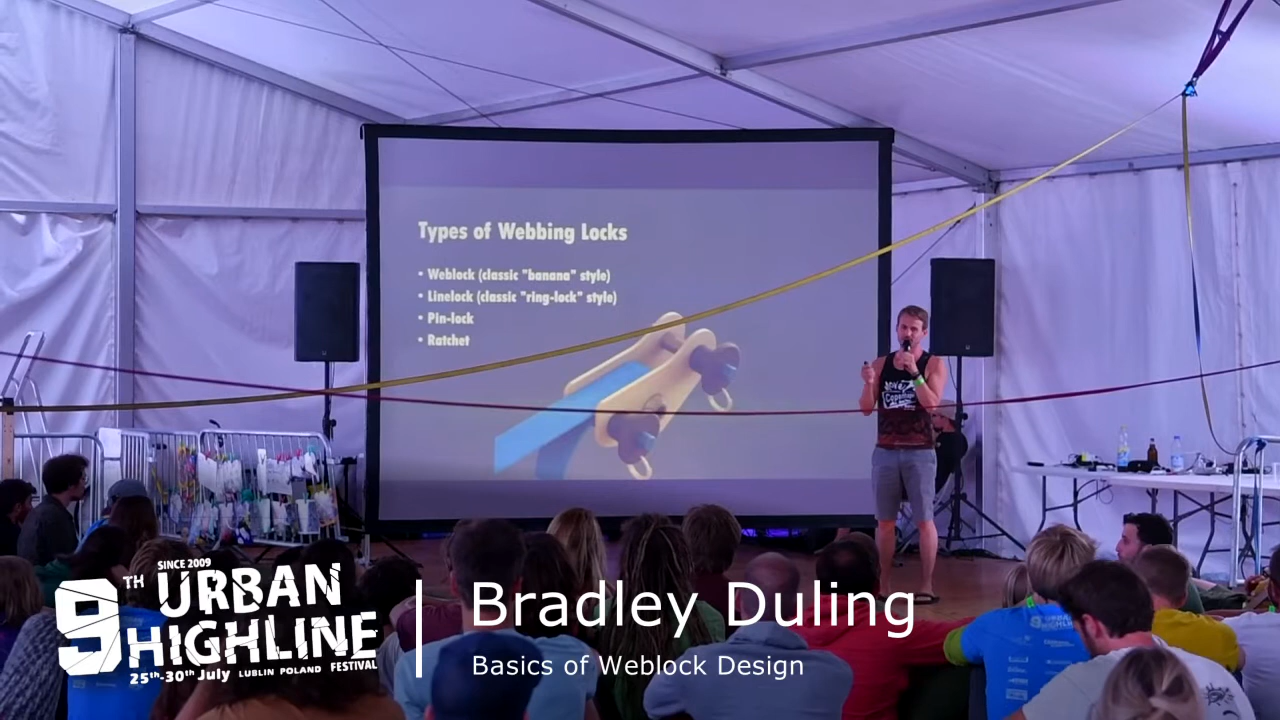 Types of Webbing Locks
• Weblock (classic "banana" style)
• Linelock (classic "ring-lock" style)
• Pin-lock
• Ratchet
SINCE 2009
9TH URBAN
HIGHLINE
25th-30th July LUBLIN POLAND FESTIVAL
Bradley Duling
Basics of Weblock Design